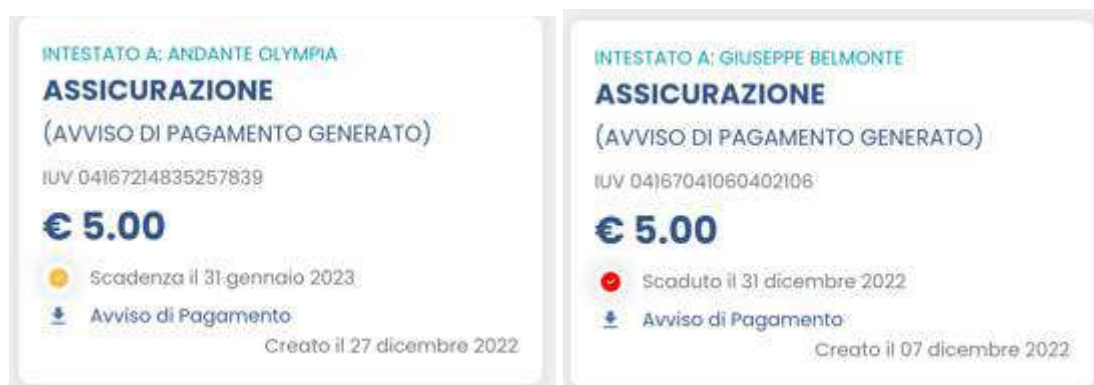 INTESTATO A: ANDANTE OLYMPIA
ASSICURAZIONE
(AVVISO DI PAGAMENTO GENERATO)
IUV 04167214835257839
€ 5.00
Scadenza il 31 gennaio 2023
Avviso di Pagamento
Creato il 27 dicembre 2022
INTESTATO A: GIUSEPPE BELMONTE
ASSICURAZIONE
(AVVISO DI PAGAMENTO GENERATO)
IUV 04167041060402106
€ 5.00
Scaduto il 31 dicembre 2022
Avviso di Pagamento
Creato il 07 dicembre 2022